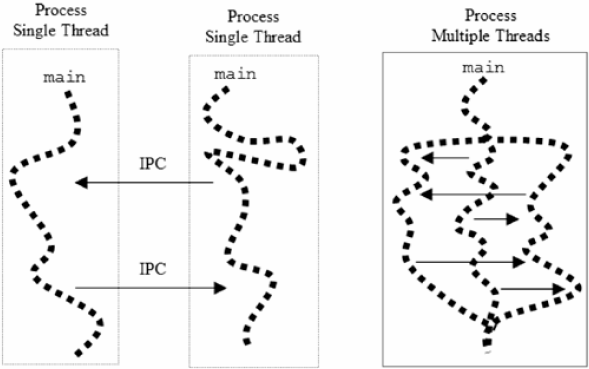 Process
Single Thread
Process
Single Thread
Process
Multiple Threads
main
main
main
IPC
IPC